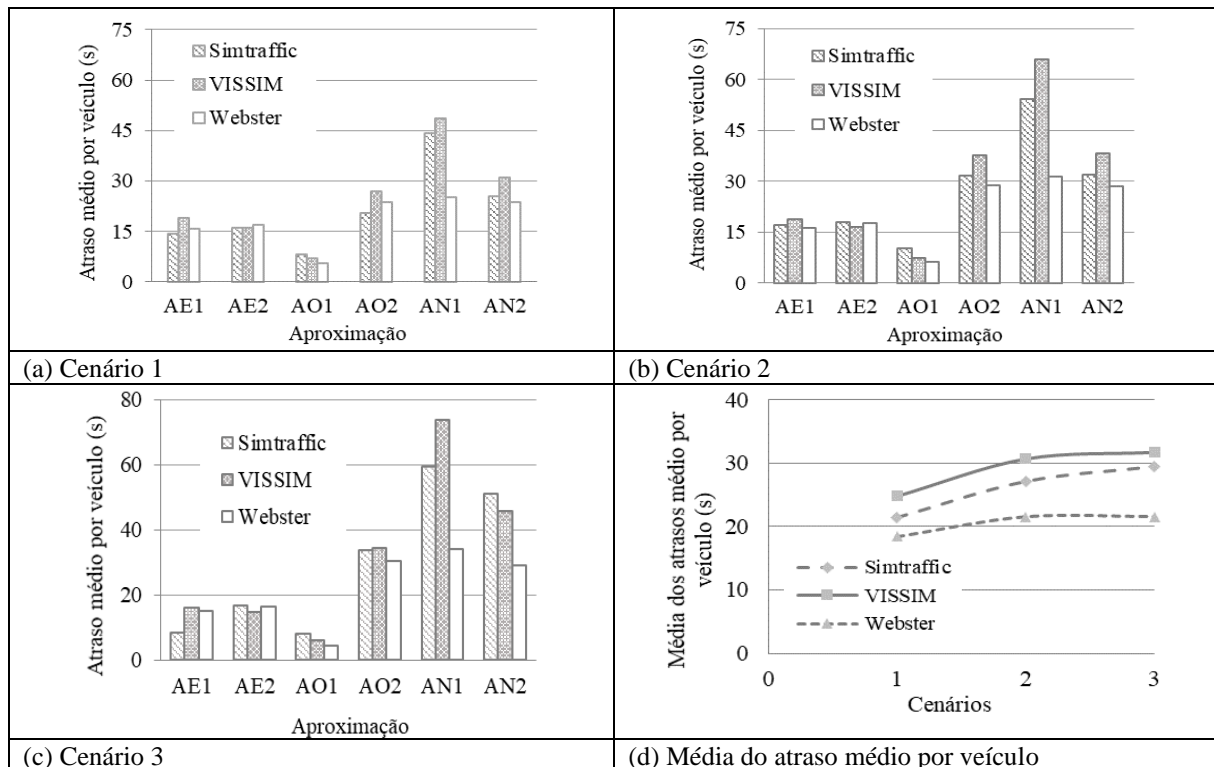 Atraso médio por veículo (s)
75
60
45
30
15
0
Simtraffic
VISSIM
Webster
AE1 AE2 AO1 AO2 AN1 AN2
Aproximação
(a) Cenário 1
Atraso médio por veículo (s)
75
60
45
30
15
0
Simtraffic
VISSIM
Webster
AE1 AE2 AO1 AO2 AN1 AN2
Aproximação
(b) Cenário 2
Atraso médio por veículo (s)
80
60
40
20
0
Simtraffic
VISSIM
Webster
AE1 AE2 AO1 AO2 AN1 AN2
Aproximação
(c) Cenário 3
Média dos atrasos médio por
veículo (s)
40
30
20
10
0
Simtraffic
VISSIM
Webster
0 1 2 3
Cenários
(d) Média do atraso médio por veículo